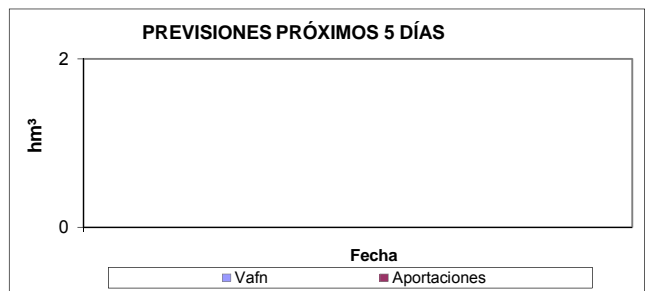 PREVISIONES PRÓXIMOS 5 DÍAS
2
hm³
0
Fecha
Vafn Aportaciones